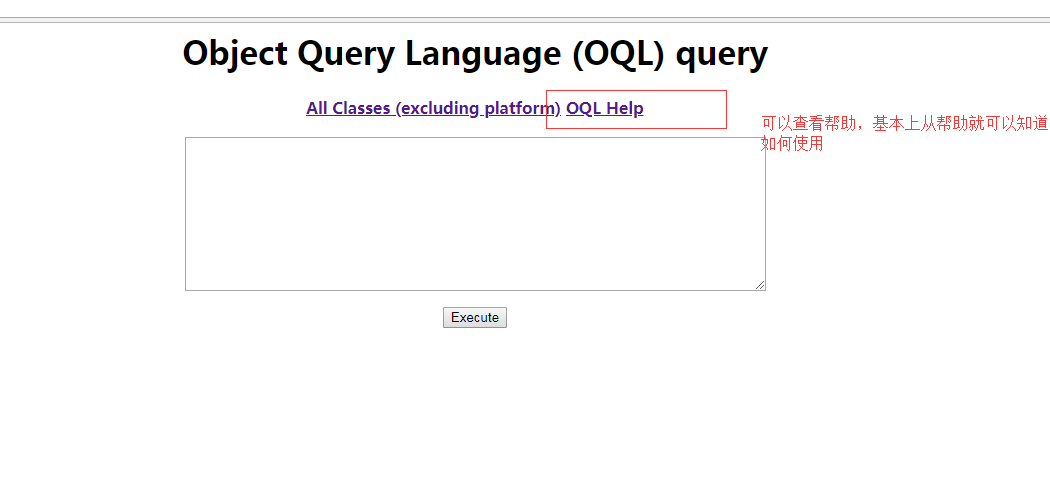 Object Query Language (OQL) query
All Classes (excluding platform) OQL Help
可以查看帮助，基本上从帮助就可以知道
如何使用
Execute